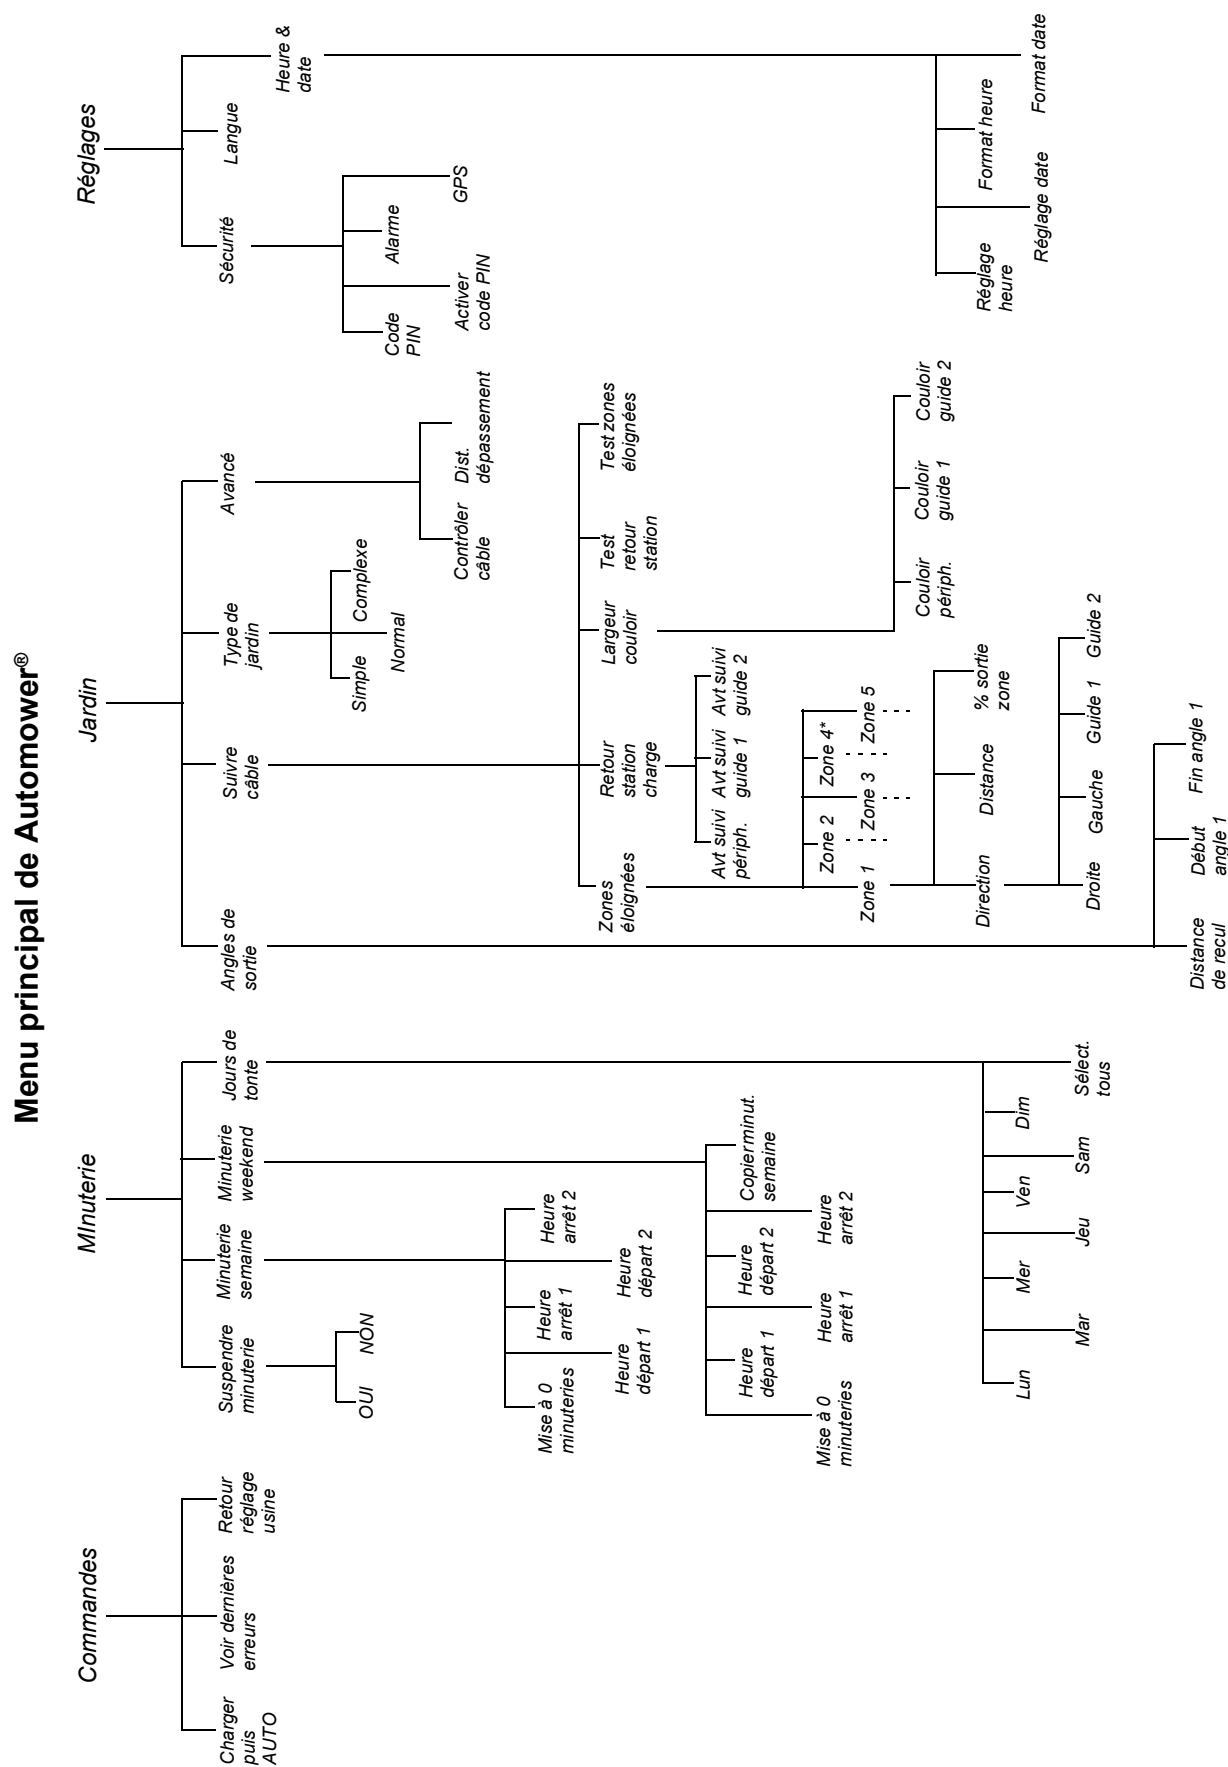 Menu principal de Automower®
Commandes
MInuterie
Jardin
Réglages
Charger
puis
AUTO
Voir dernières
erreurs
Retour
réglage
usine
Suspendre
minuterie
Minuterie
semaine
Minuterie
weekend
Jours de
tonte
Angles de
sortie
Suivre
câble
Type de
jardin
Avancé
Sécurité
Langue
Heure &
date
OUI
NON
Simple
Complexe
Normal
Code
PIN
Alarme
Activer
code PIN
GPS
Contrôler
câble
Dist.
dépassement
Mise à 0
minuteries
Heure
arrêt 1
Heure
arrêt 2
Heure
départ 1
Heure
départ 2
Zones
éloignées
Retour
station
charge
Largeur
couloir
Test
retour
station
Test zones
éloignées
Avt suivi
périph.
Avt suivi
guide 1
Avt suivi
guide 2
Heure
départ 1
Heure
départ 2
Copier minut.
semaine
Mise à 0
minuteries
Heure
arrêt 1
Heure
arrêt 2
Zone 2
Zone 4*
Zone 1
Zone 3
Zone 5
Couloir
périph.
Couloir
guide 1
Couloir
guide 2
Direction
Distance
% sortie
zone
Réglage
heure
Format heure
Réglage date
Format date
Lun
Mer
Ven
Dim
Mar
Jeu
Sam
Sélect.
tous
Droite
Gauche
Guide 1
Guide 2
Distance
de recul
Début
angle 1
Fin angle 1